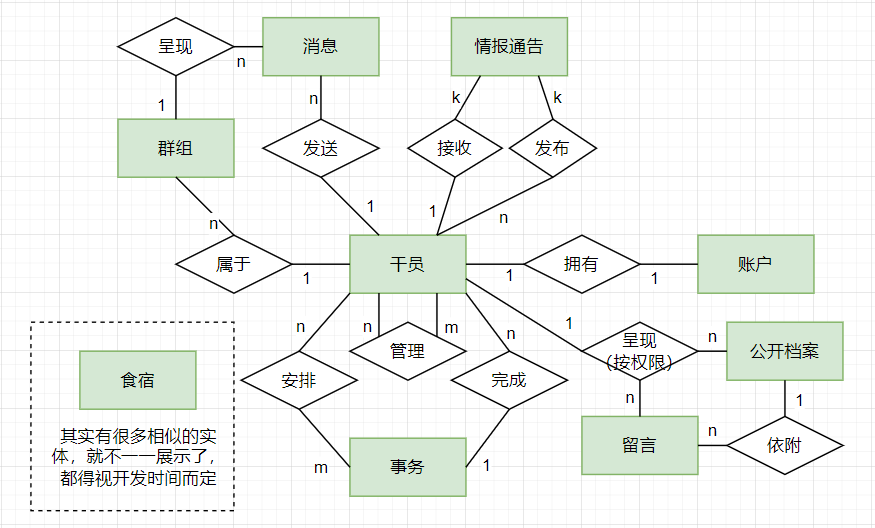 呈现
消息
情报通告
n
1
n
k
k
群组
发送
接收
发布
1
1
n
n
属于
干员
拥有
账户
1
1
1
n
n
m
n
1
呈现
(按权限)
n
公开档案
管理
安排
完成
食宿
n
1
其实有很多相似的实
体，就不一一展示了，
都得视开发时间而定
m
事务
1
留言
n
依附